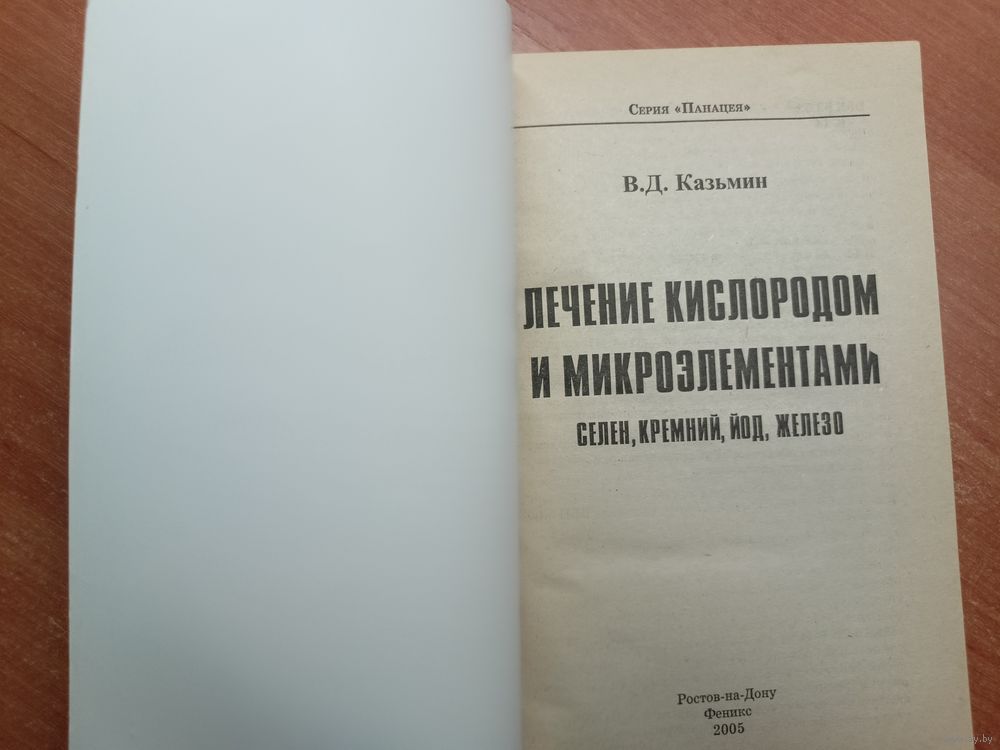 Серия «Панацея»
В.Д. Казьмин
ЛЕЧЕНИЕ КИСЛОРОДОМ
И МИКРОЭЛЕМЕНТАМИ
СЕЛЕН, КРЕМНИЙ, ЙОД, ЖЕЛЕЗО
Ростов-на-Дону
Феникс
2005